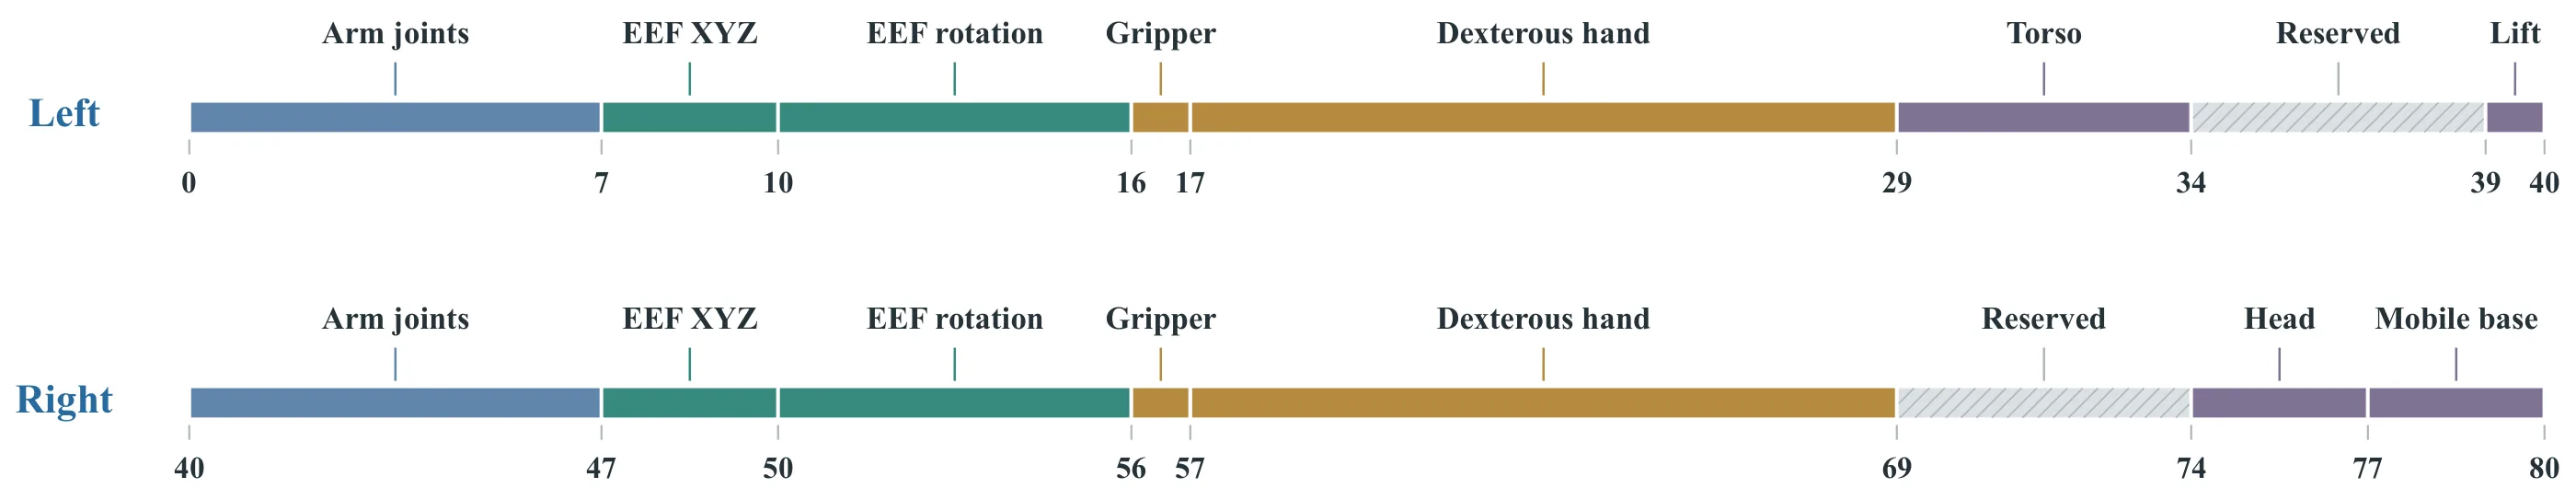 Arm joints EEF XYZ EEF rotation Gripper Dexterous hand Torso Reserved Lift
Left
0 7 10 16 17 29 34 39 40
Arm joints EEF XYZ EEF rotation Gripper Dexterous hand Reserved Head Mobile base
Right
40 47 50 56 57 69 74 77 80